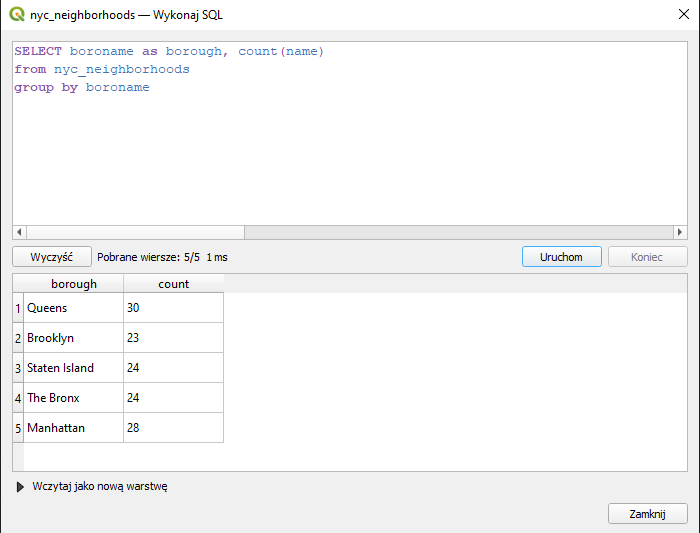 nyc_neighborhoods — Wykonaj SQL
SELECT boroname as borough, count(name)
from nyc_neighborhoods
group by boroname
Wyczyść Pobrane wiersze: 5/5 1 ms Uruchom Koniec
borough count
1 Queens 30
2 Brooklyn 23
3 Staten Island 24
4 The Bronx 24
5 Manhattan 28
Wczytaj jako nową warstwę
Zamknij